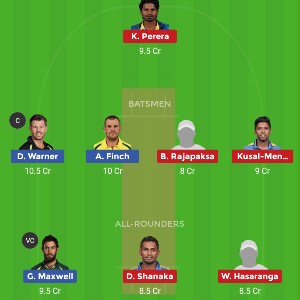 K. Perera
9.5 Cr
BATSMEN
C
D. Warner
A. Finch
B. Rajapaksa
Kusal-Men...
10.5 Cr
10 Cr
8 Cr
9 Cr
ALL-ROUNDERS
VC
G. Maxwell
D. Shanaka
W. Hasaranga
9.5 Cr
8.5 Cr
8.5 Cr